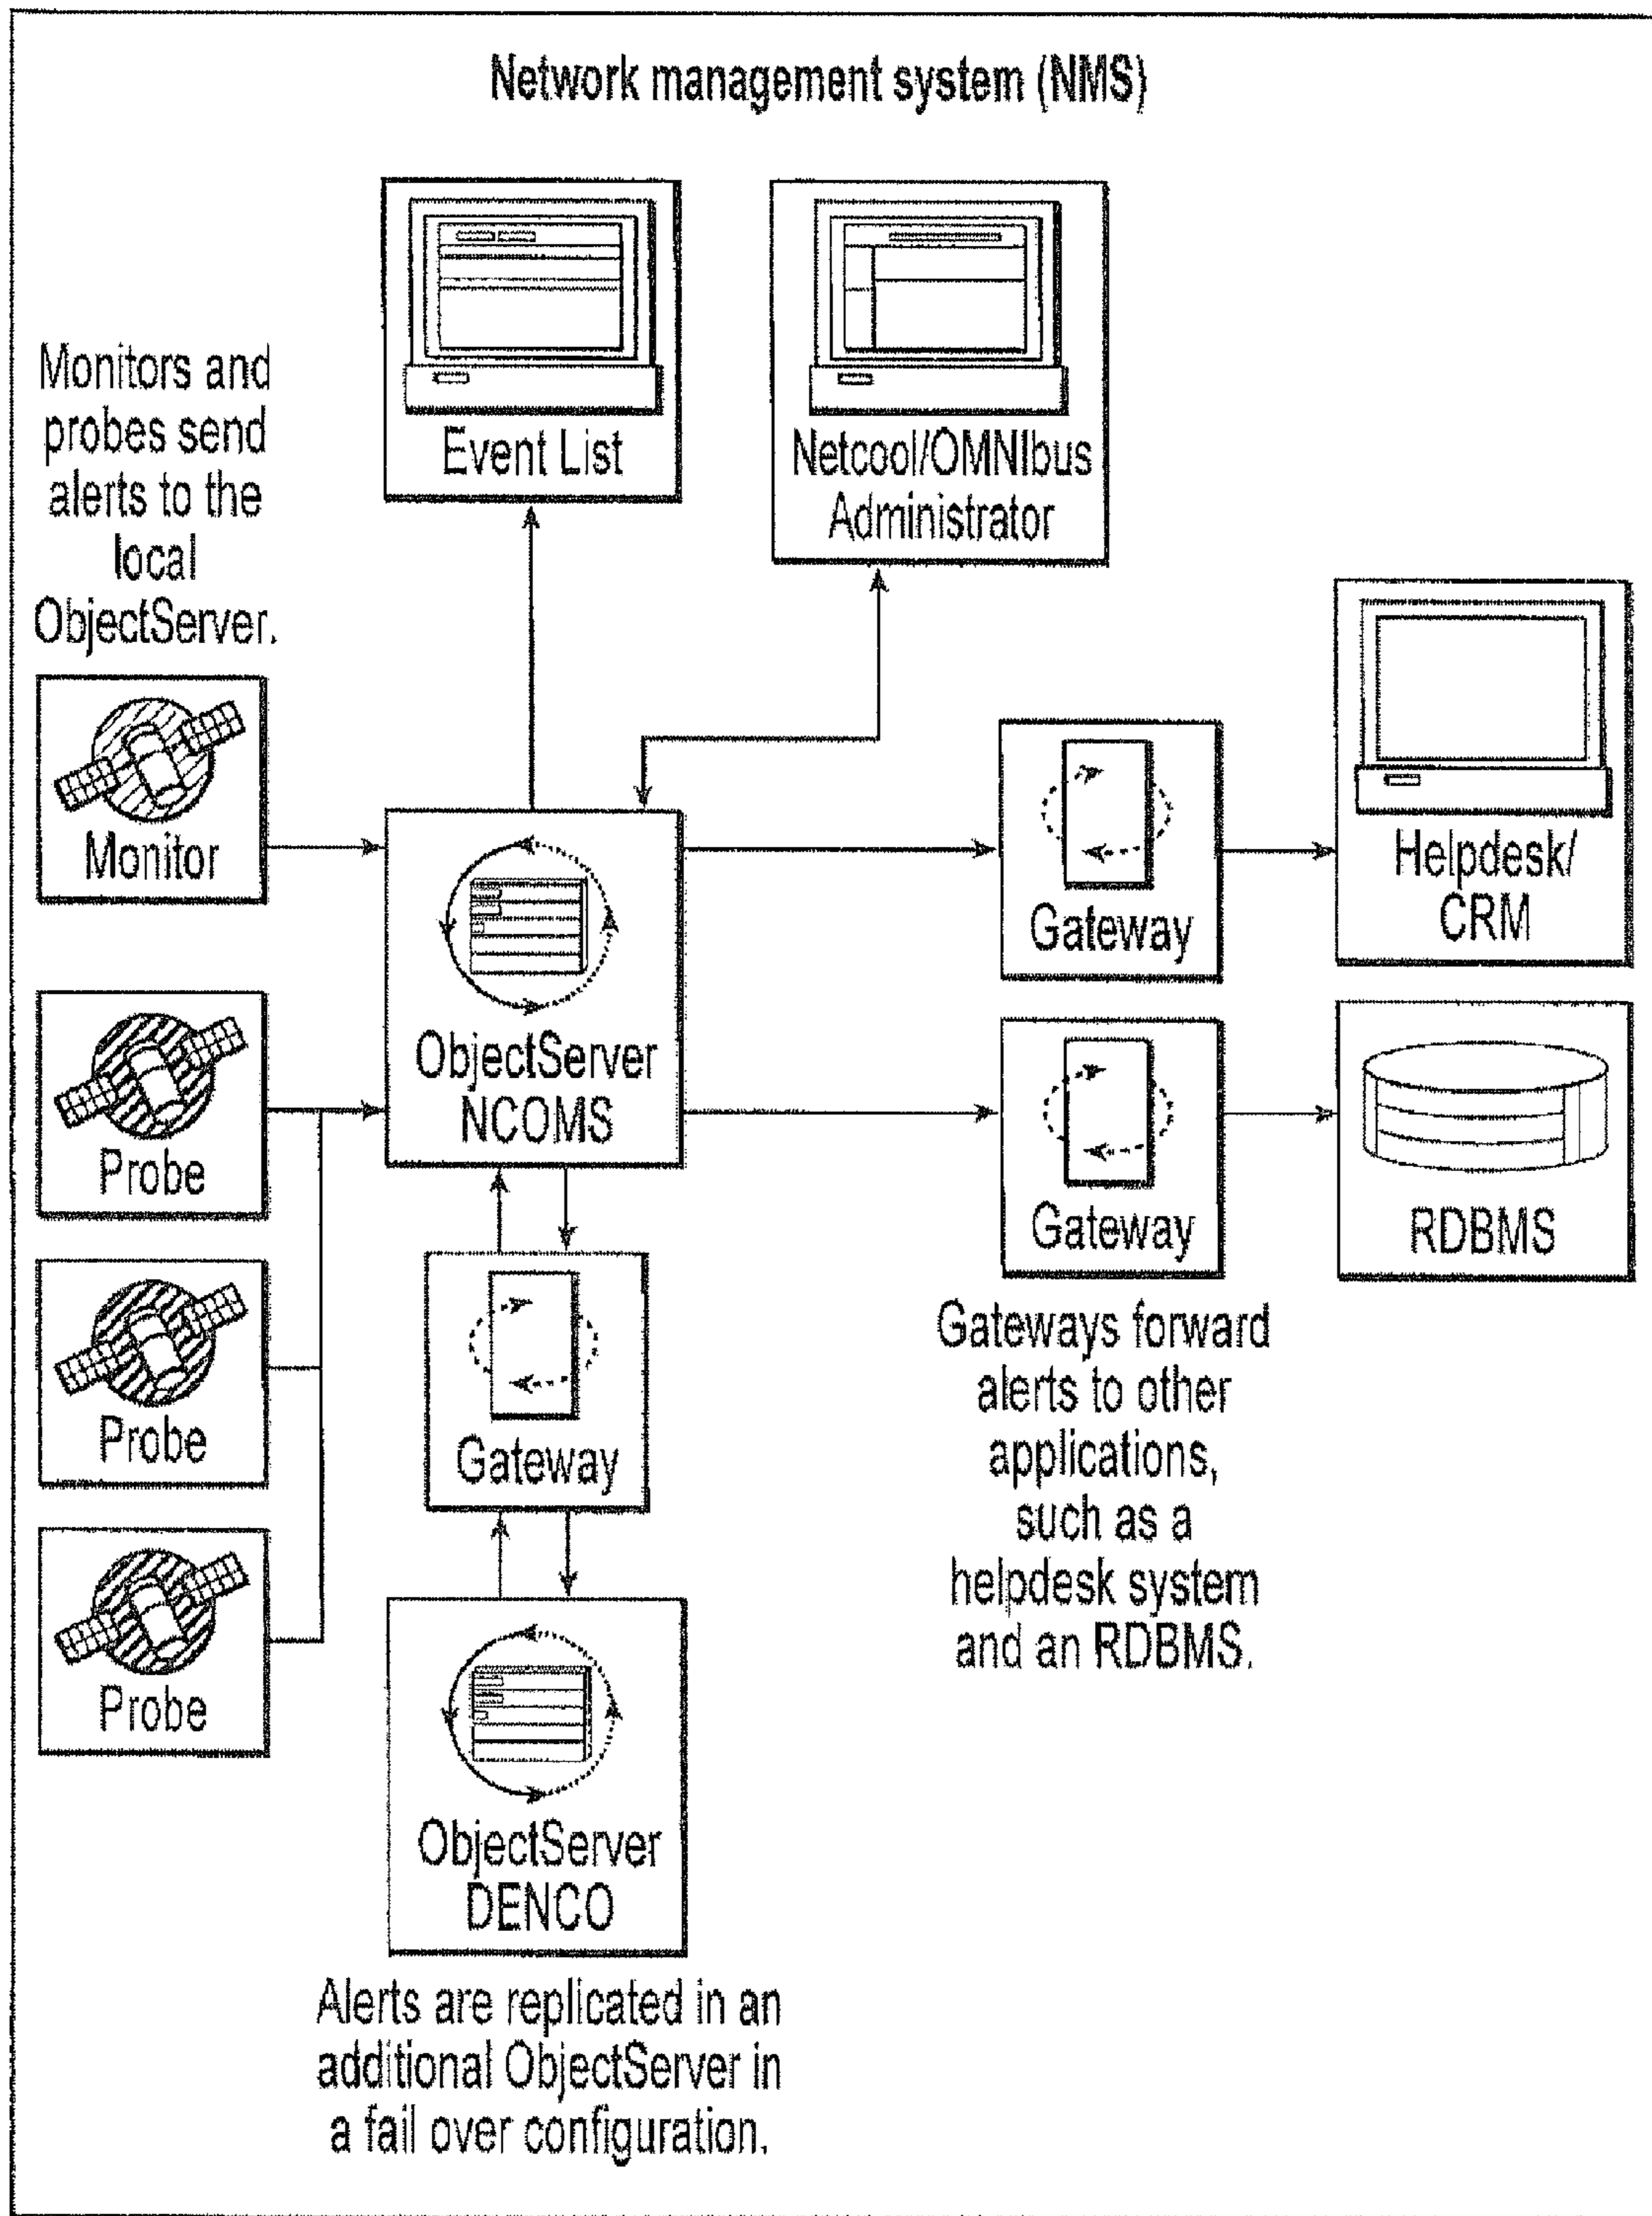 Network management system (NMS)
Event List
Netcool/OMNIbus
Administrator
Monitors and
probes send
alerts to the
local
ObjectServer.
Monitor
Probe
Probe
Probe
ObjectServer
NCOMS
Gateway
ObjectServer
DENCO
Alerts are replicated in an
additional ObjectServer in
a fail over configuration.
Gateway
Helpdesk/
CRM
Gateway
RDBMS
Gateways forward
alerts to other
applications,
such as a
helpdesk system
and an RDBMS.